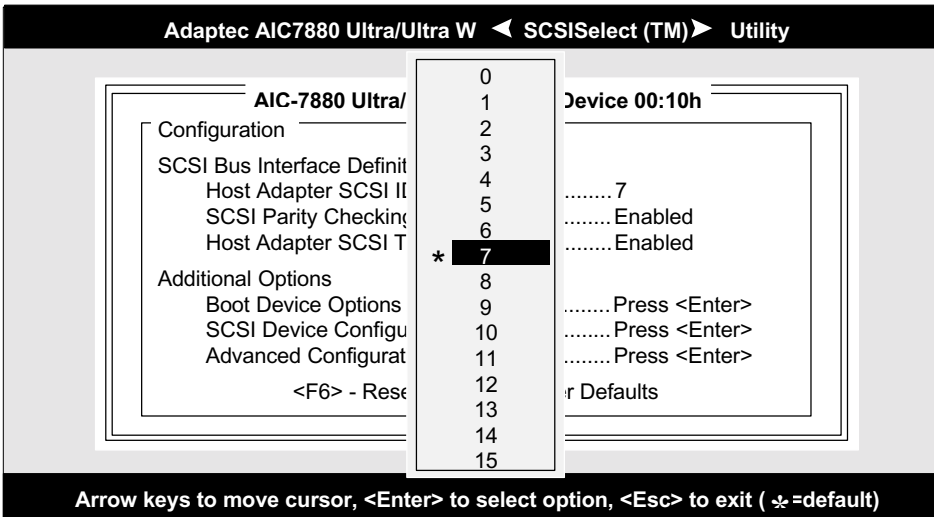 Adaptec AIC7880 Ultra/Ultra W ⮜ SCSISelect (TM)⮞ Utility
AIC-7880 Ultra/ Device 00:10h
Configuration
SCSI Bus Interface Definit
Host Adapter SCSI ID ........7
SCSI Parity Checking ........Enabled
Host Adapter SCSI T ........Enabled
Additional Options
Boot Device Options ........Press <Enter>
SCSI Device Configu ........Press <Enter>
Advanced Configurat ........Press <Enter>
<F6> - Rese r Defaults
0
1
2
3
4
5
6
* 7
8
9
10
11
12
13
14
15
Arrow keys to move cursor, <Enter> to select option, <Esc> to exit ( *=default)